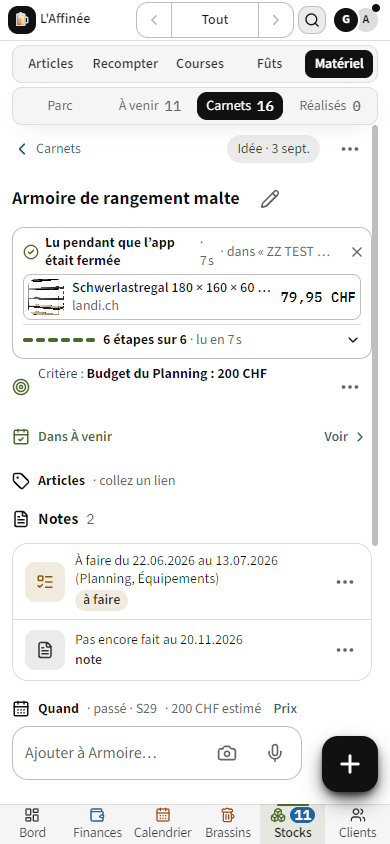 L'Affinée
Tout
G
A
Articles
Recompter
Courses
Fûts
Matériel
Parc
À venir 11
Carnets 16
Réalisés 0
Carnets
Idée · 3 sept.
Armoire de rangement malte
Lu pendant que l’app était fermée
· 7 s
· dans « ZZ TEST …
Schwerlastregal 180 × 160 × 60 …
landi.ch
79,95 CHF
6 étapes sur 6 · lu en 7 s
Critère : Budget du Planning : 200 CHF
Dans À venir
Voir
Articles · collez un lien
Notes 2
À faire du 22.06.2026 au 13.07.2026
(Planning, Équipements)
à faire
Pas encore fait au 20.11.2026
note
Quand · passé · S29 · 200 CHF estimé Prix
Ajouter à Armoire…
Bord
Finances
Calendrier
Brassins
11
Stocks
Clients